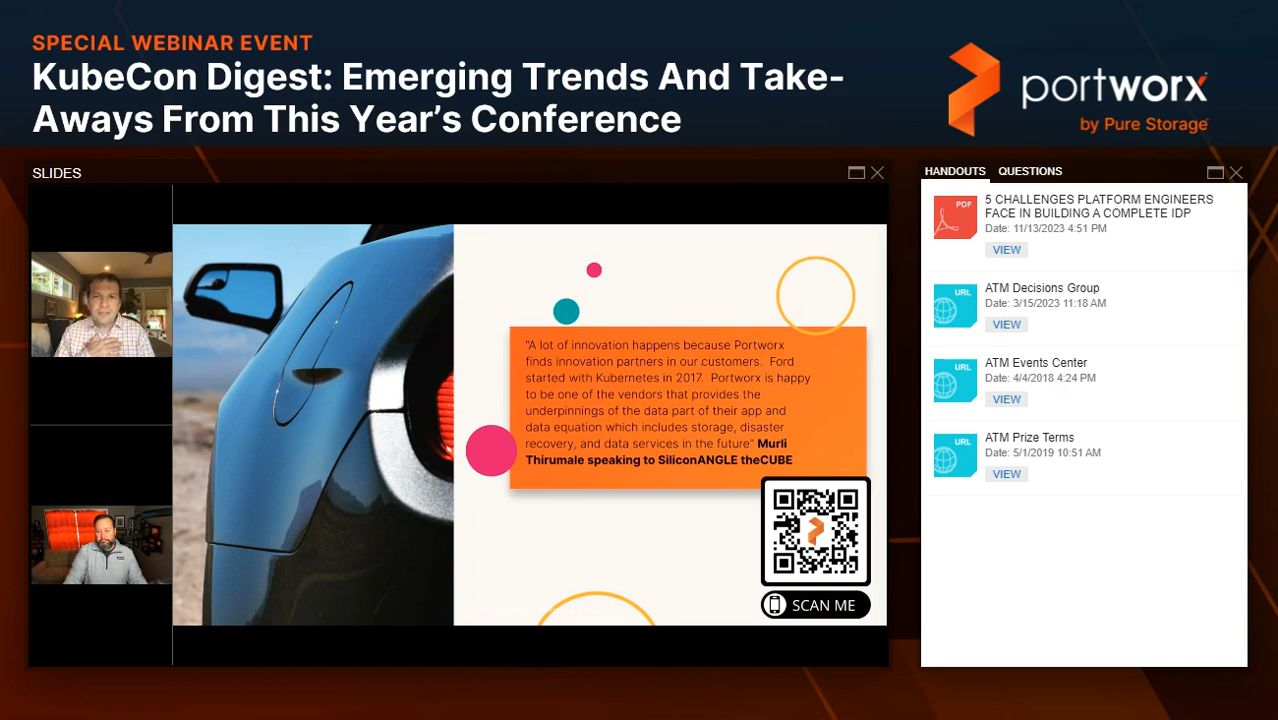 SPECIAL WEBINAR EVENT
KubeCon Digest: Emerging Trends And Take-
Aways From This Year's Conference
portworx
by Pure Storage
SLIDES
"A lot of innovation happens because Portworx
finds innovation partners in our customers. Ford
started with Kubernetes in 2017. Portworx is happy
to be one of the vendors that provides the
underpinnings of the data part of their app and
data equation which includes storage, disaster
recovery, and data services in the future" Murli
Thirumale speaking to SiliconANGLE theCUBE
SCAN ME
HANDOUTS QUESTIONS
PDF
5 CHALLENGES PLATFORM ENGINEERS
FACE IN BUILDING A COMPLETE IDP
Date: 11/13/2023 4:51 PM
VIEW
URL
ATM Decisions Group
Date: 3/15/2023 11:18 AM
VIEW
URL
ATM Events Center
Date: 4/4/2018 4:24 PM
VIEW
URL
ATM Prize Terms
Date: 5/1/2019 10:51 AM
VIEW